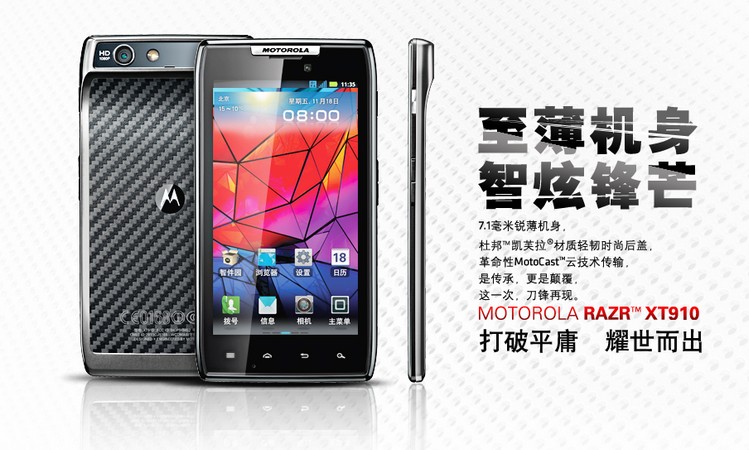 HD
1080P
MOTOROLA
11:35
北京
星期五, 11月18日
15~10
08:00
18
智件园
浏览器
设置
日历
拨号
信息
相机
主菜单
CE0168
至薄机身
智炫锋芒
7.1毫米锐薄机身,
杜邦™凯芙拉®材质轻韧时尚后盖,
革命性MotoCast™云技术传输,
是传承, 更是颠覆,
这一次, 刀锋再现。
MOTOROLA RAZR™ XT910
打破平庸 耀世而出